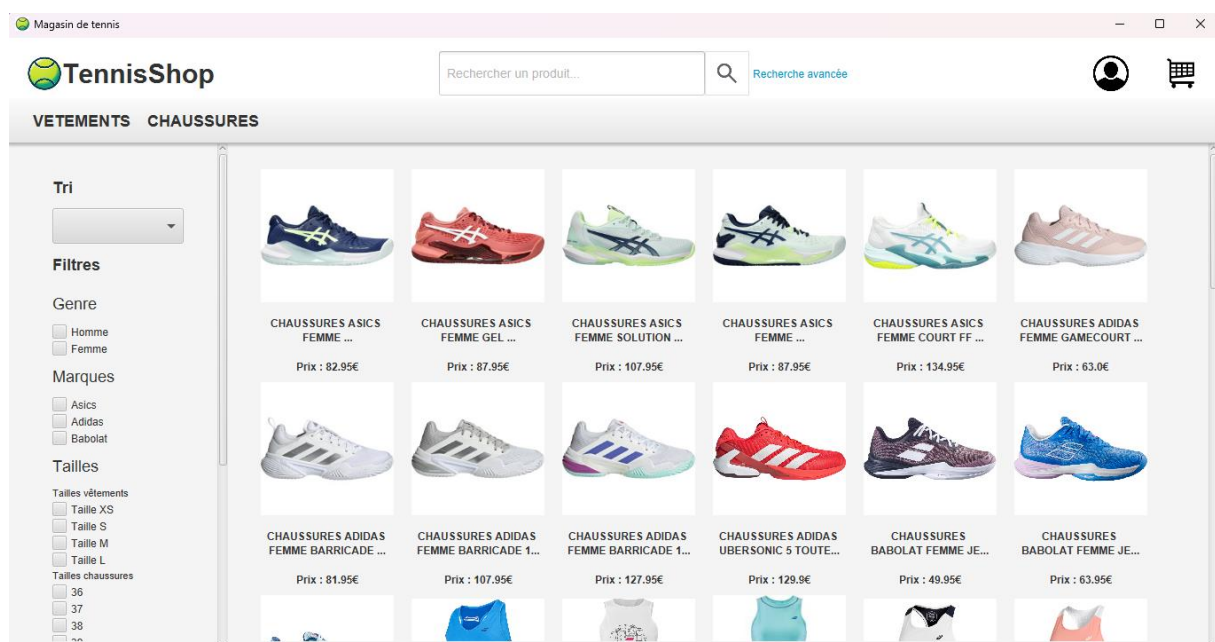 Magasin de tennis
TennisShop
Rechercher un produit...
Recherche avancée
VETEMENTS CHAUSSURES
Tri
Filtres
Genre
Homme
Femme
Marques
Asics
Adidas
Babolat
Tailles
Tailles vêtements
Taille XS
Taille S
Taille M
Taille L
Tailles chaussures
36
37
38
CHAUSSURES ASICS
FEMME ...
Prix : 82.95€
CHAUSSURES ASICS
FEMME GEL ...
Prix : 87.95€
CHAUSSURES ASICS
FEMME SOLUTION ...
Prix : 107.95€
CHAUSSURES ASICS
FEMME ...
Prix : 87.95€
CHAUSSURES ASICS
FEMME COURT FF ...
Prix : 134.95€
CHAUSSURES ADIDAS
FEMME GAMECOURT ...
Prix : 63.0€
CHAUSSURES ADIDAS
FEMME BARRICADE ...
Prix : 81.95€
CHAUSSURES ADIDAS
FEMME BARRICADE 1...
Prix : 107.95€
CHAUSSURES ADIDAS
FEMME BARRICADE 1...
Prix : 127.95€
CHAUSSURES ADIDAS
UBERSONIC 5 TOUTE...
Prix : 129.9€
CHAUSSURES
BABOLAT FEMME JE...
Prix : 49.95€
CHAUSSURES
BABOLAT FEMME JE...
Prix : 63.95€